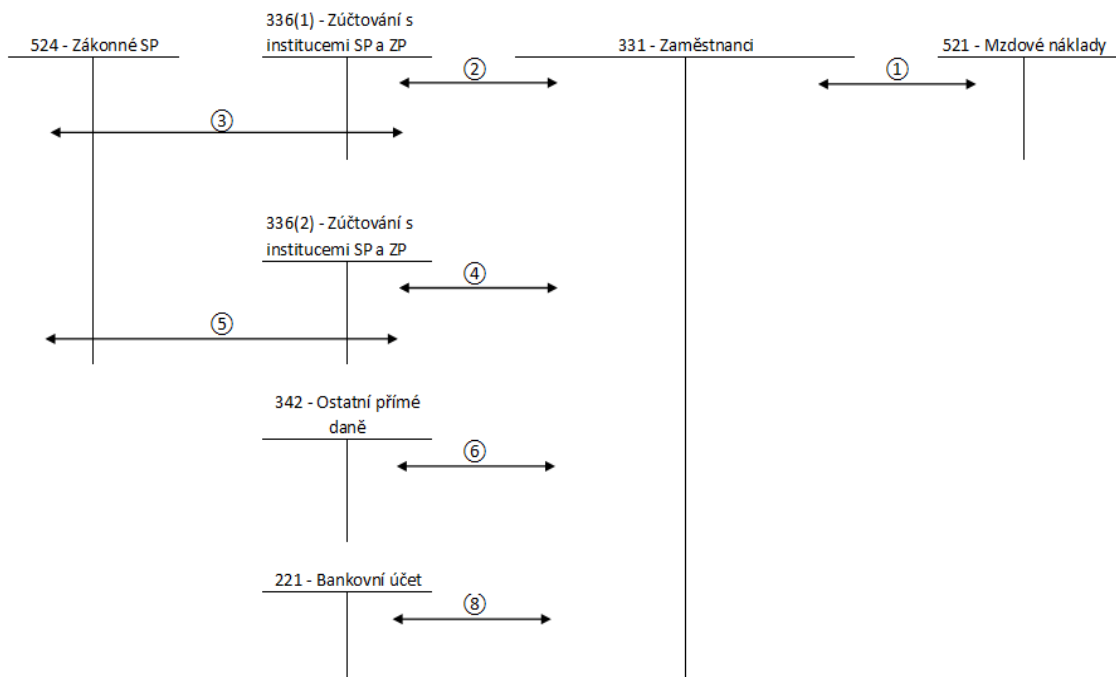 524 - Zákonné SP
336(1) - Zúčtování s
institucemi SP a ZP
331 - Zaměstnanci
521 - Mzdové náklady
②
①
③
336(2) - Zúčtování s
institucemi SP a ZP
④
⑤
342 - Ostatní přímé
daně
⑥
221 - Bankovní účet
⑧